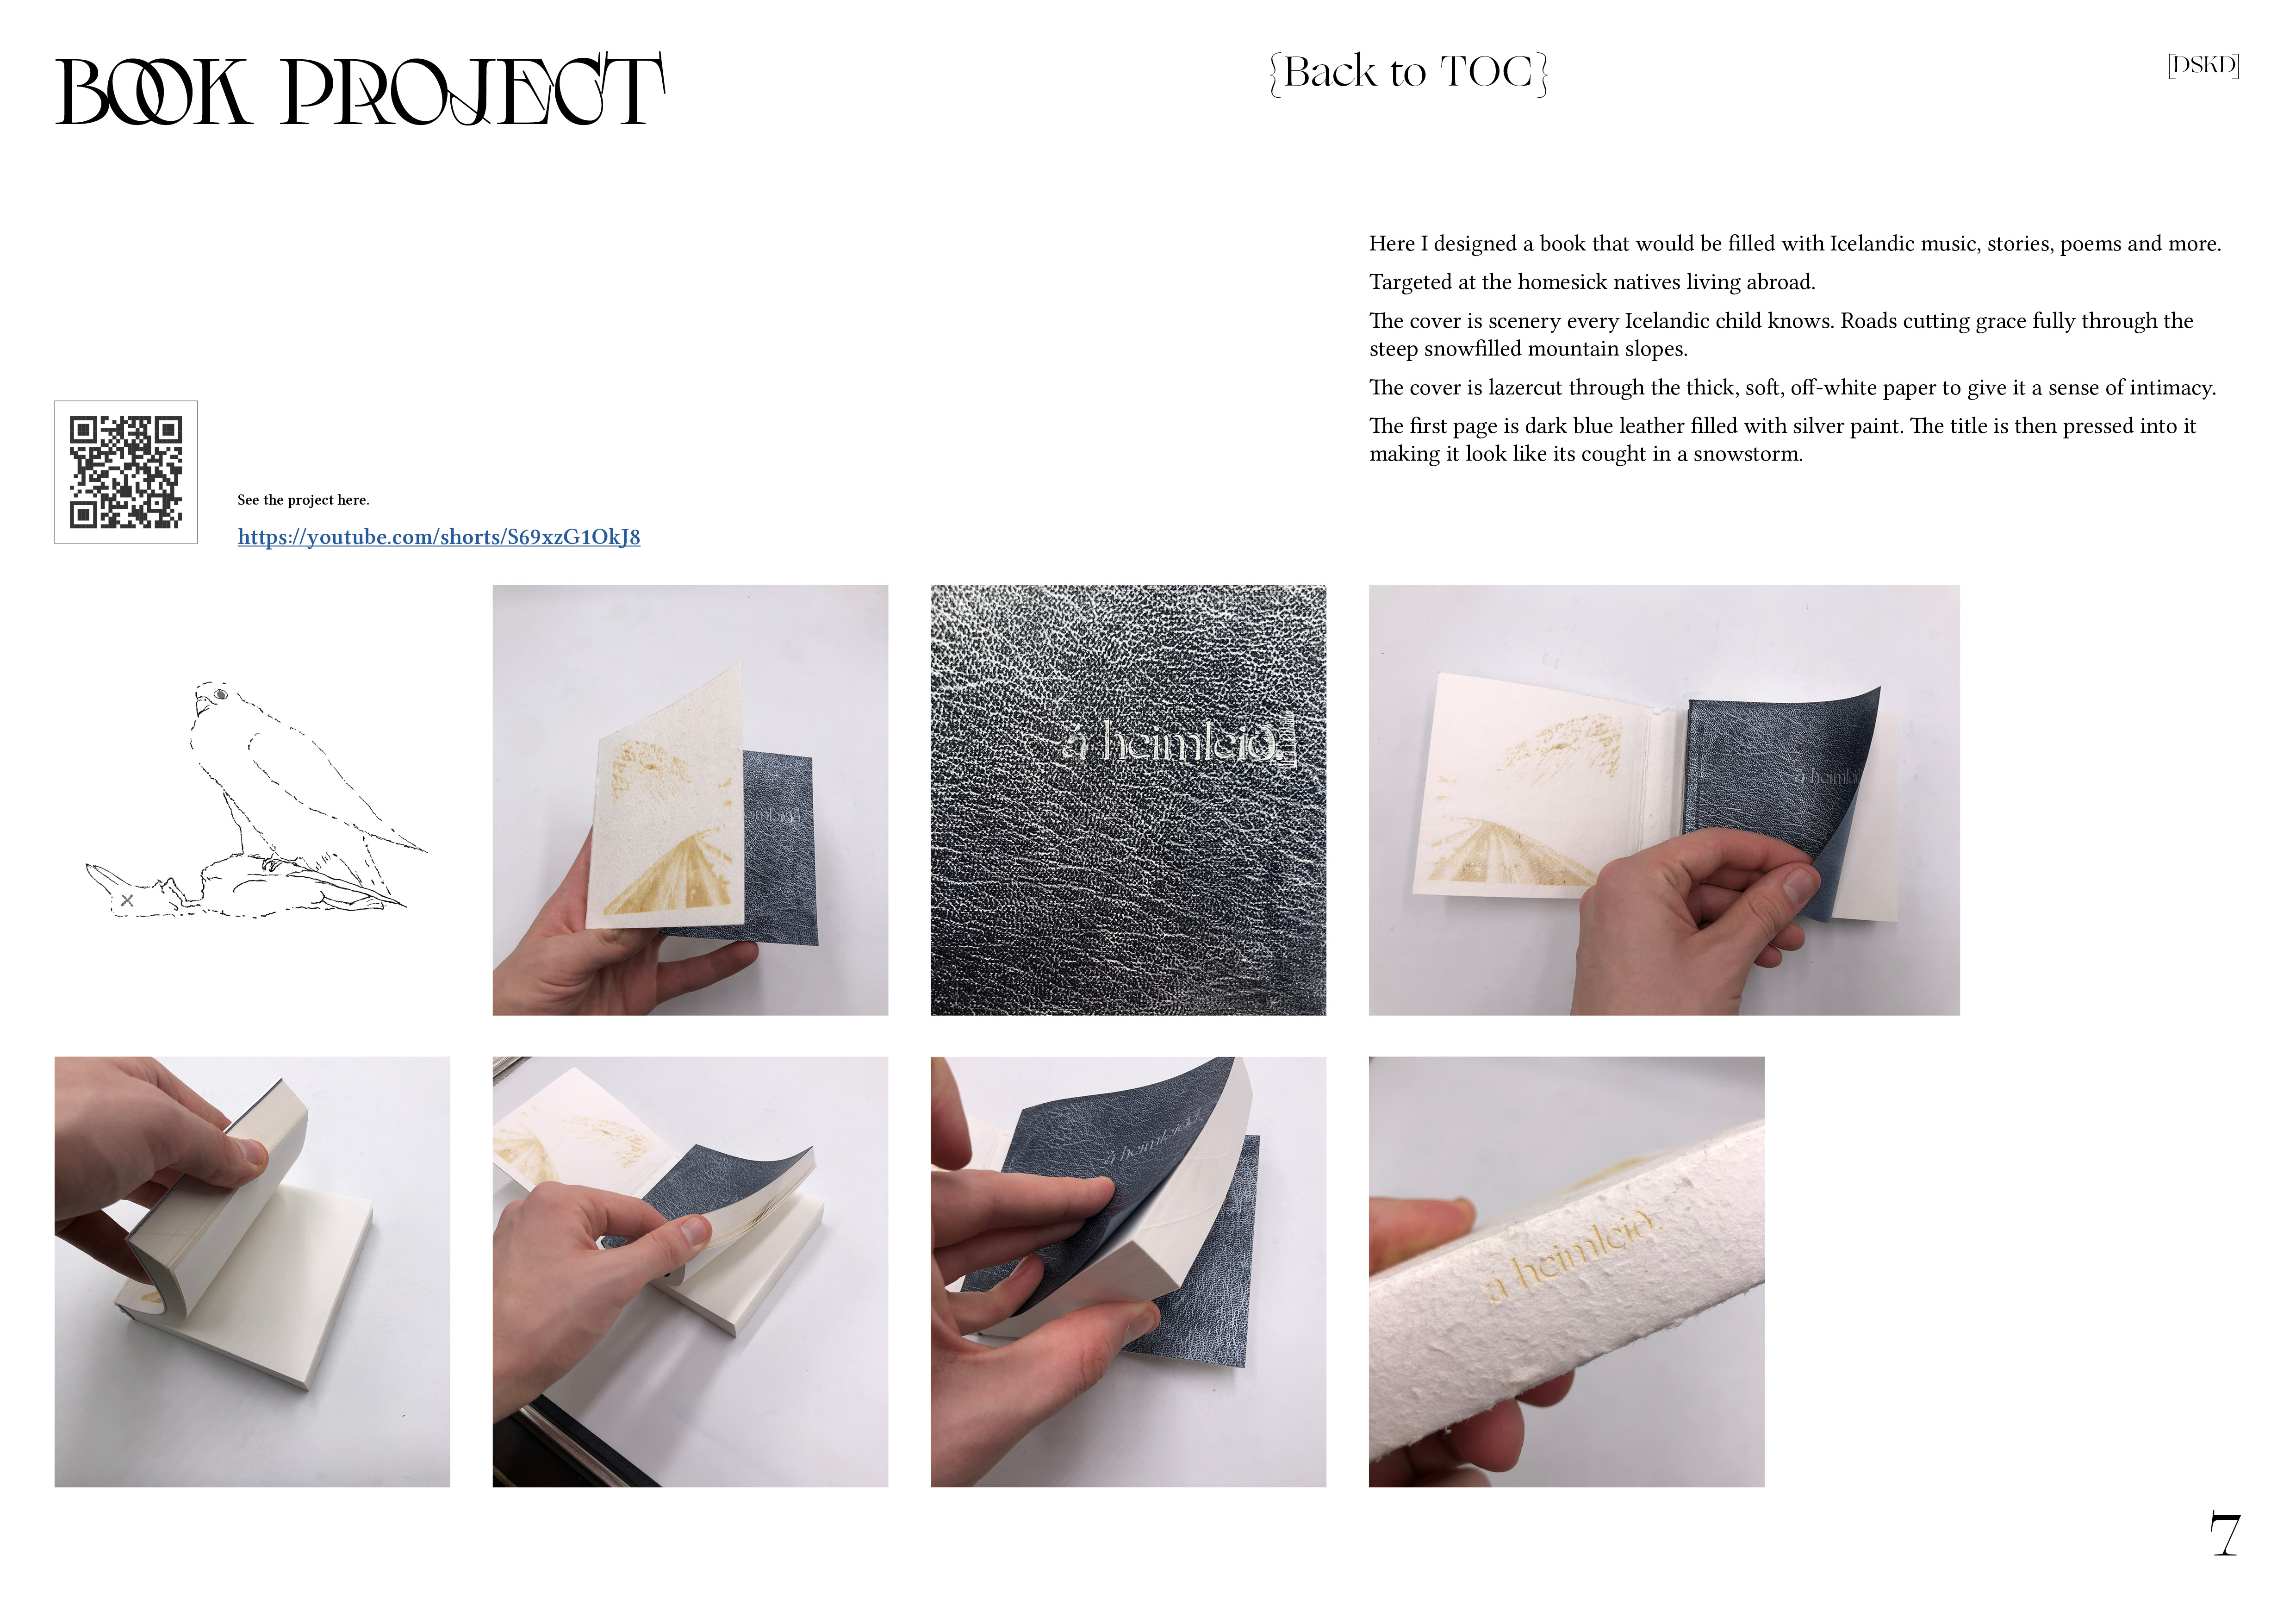 BOOK PROJECT
{Back to TOC}
[DSKD]
Here I designed a book that would be filled with Icelandic music, stories, poems and more.
Targeted at the homesick natives living abroad.
The cover is scenery every Icelandic child knows. Roads cutting grace fully through the
steep snowfilled mountain slopes.
The cover is lazercut through the thick, soft, off-white paper to give it a sense of intimacy.
The first page is dark blue leather filled with silver paint. The title is then pressed into it
making it look like its cought in a snowstorm.
See the project here.
https://youtube.com/shorts/S69xzG1OkJ8
á heimleið.
á heimlei
á heimleið.
á heimleið.
7